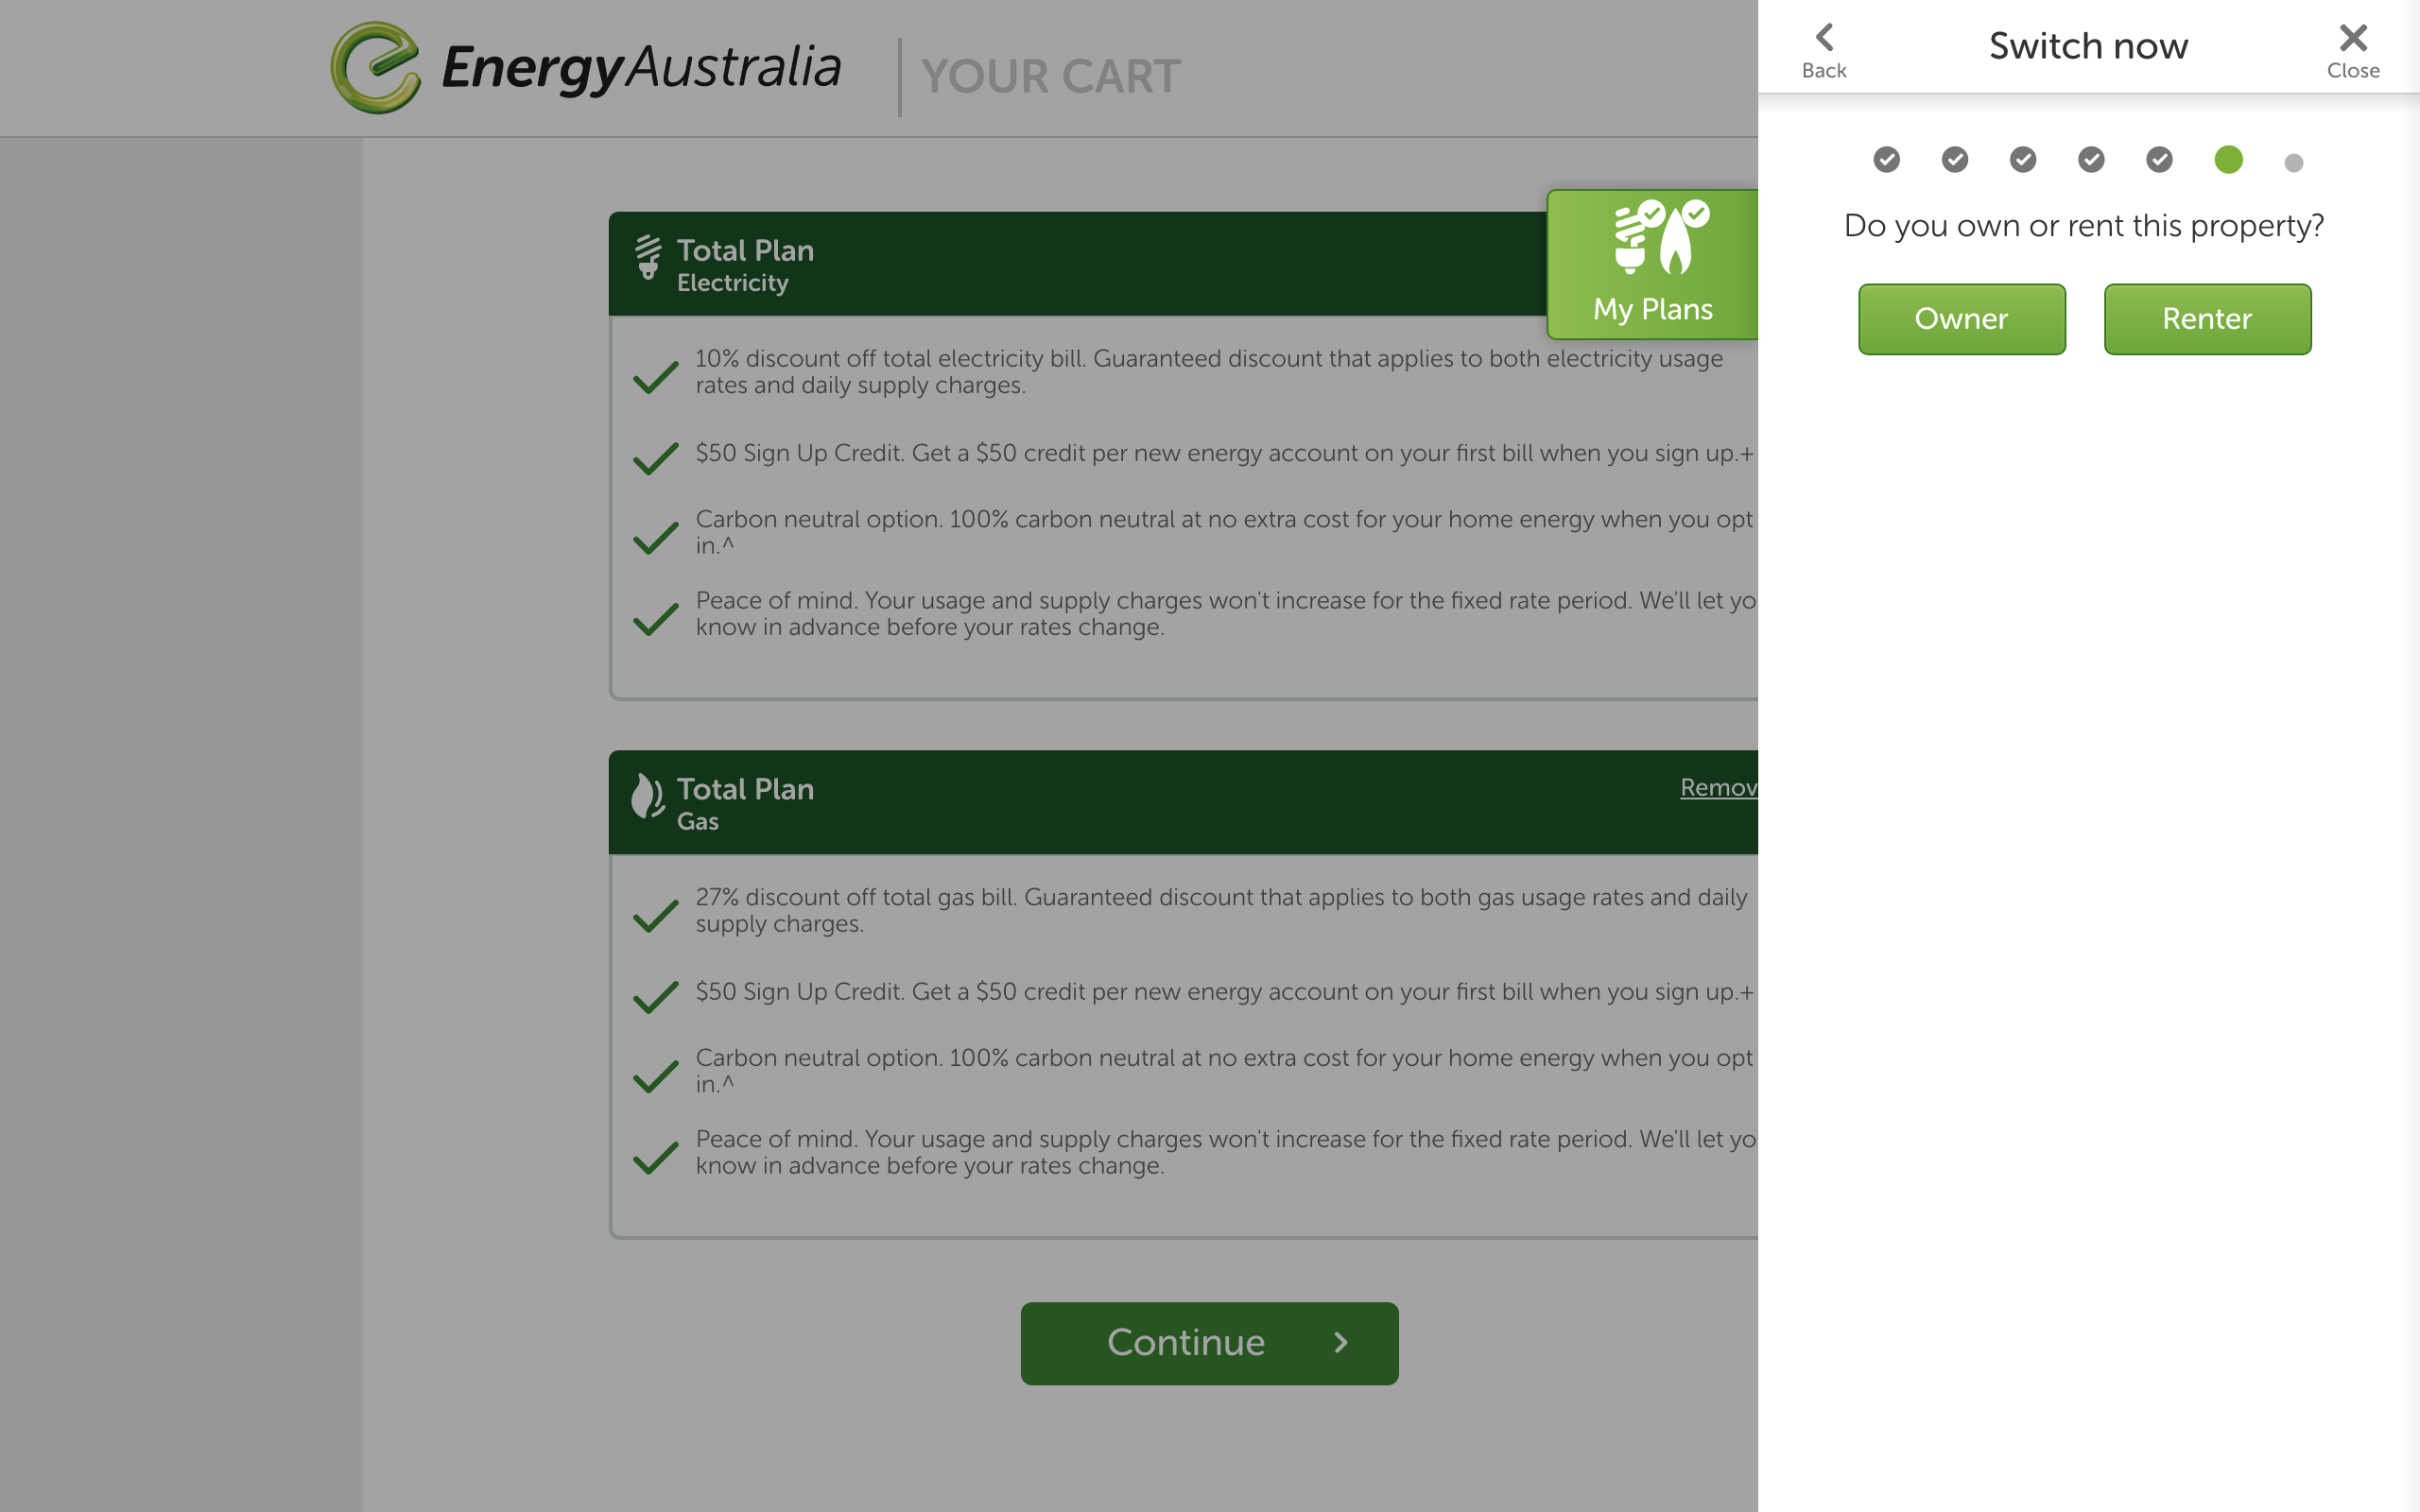 EnergyAustralia
YOUR CART
Back
Switch now
Close
Do you own or rent this property?
Owner
Renter
My Plans
Total Plan
Electricity
10% discount off total electricity bill. Guaranteed discount that applies to both electricity usage
rates and daily supply charges.
$50 Sign Up Credit. Get a $50 credit per new energy account on your first bill when you sign up.+
Carbon neutral option. 100% carbon neutral at no extra cost for your home energy when you opt
in.^
Peace of mind. Your usage and supply charges won't increase for the fixed rate period. We'll let yo
know in advance before your rates change.
Total Plan
Gas
Remov
27% discount off total gas bill. Guaranteed discount that applies to both gas usage rates and daily
supply charges.
$50 Sign Up Credit. Get a $50 credit per new energy account on your first bill when you sign up.+
Carbon neutral option. 100% carbon neutral at no extra cost for your home energy when you opt
in.^
Peace of mind. Your usage and supply charges won't increase for the fixed rate period. We'll let yo
know in advance before your rates change.
Continue